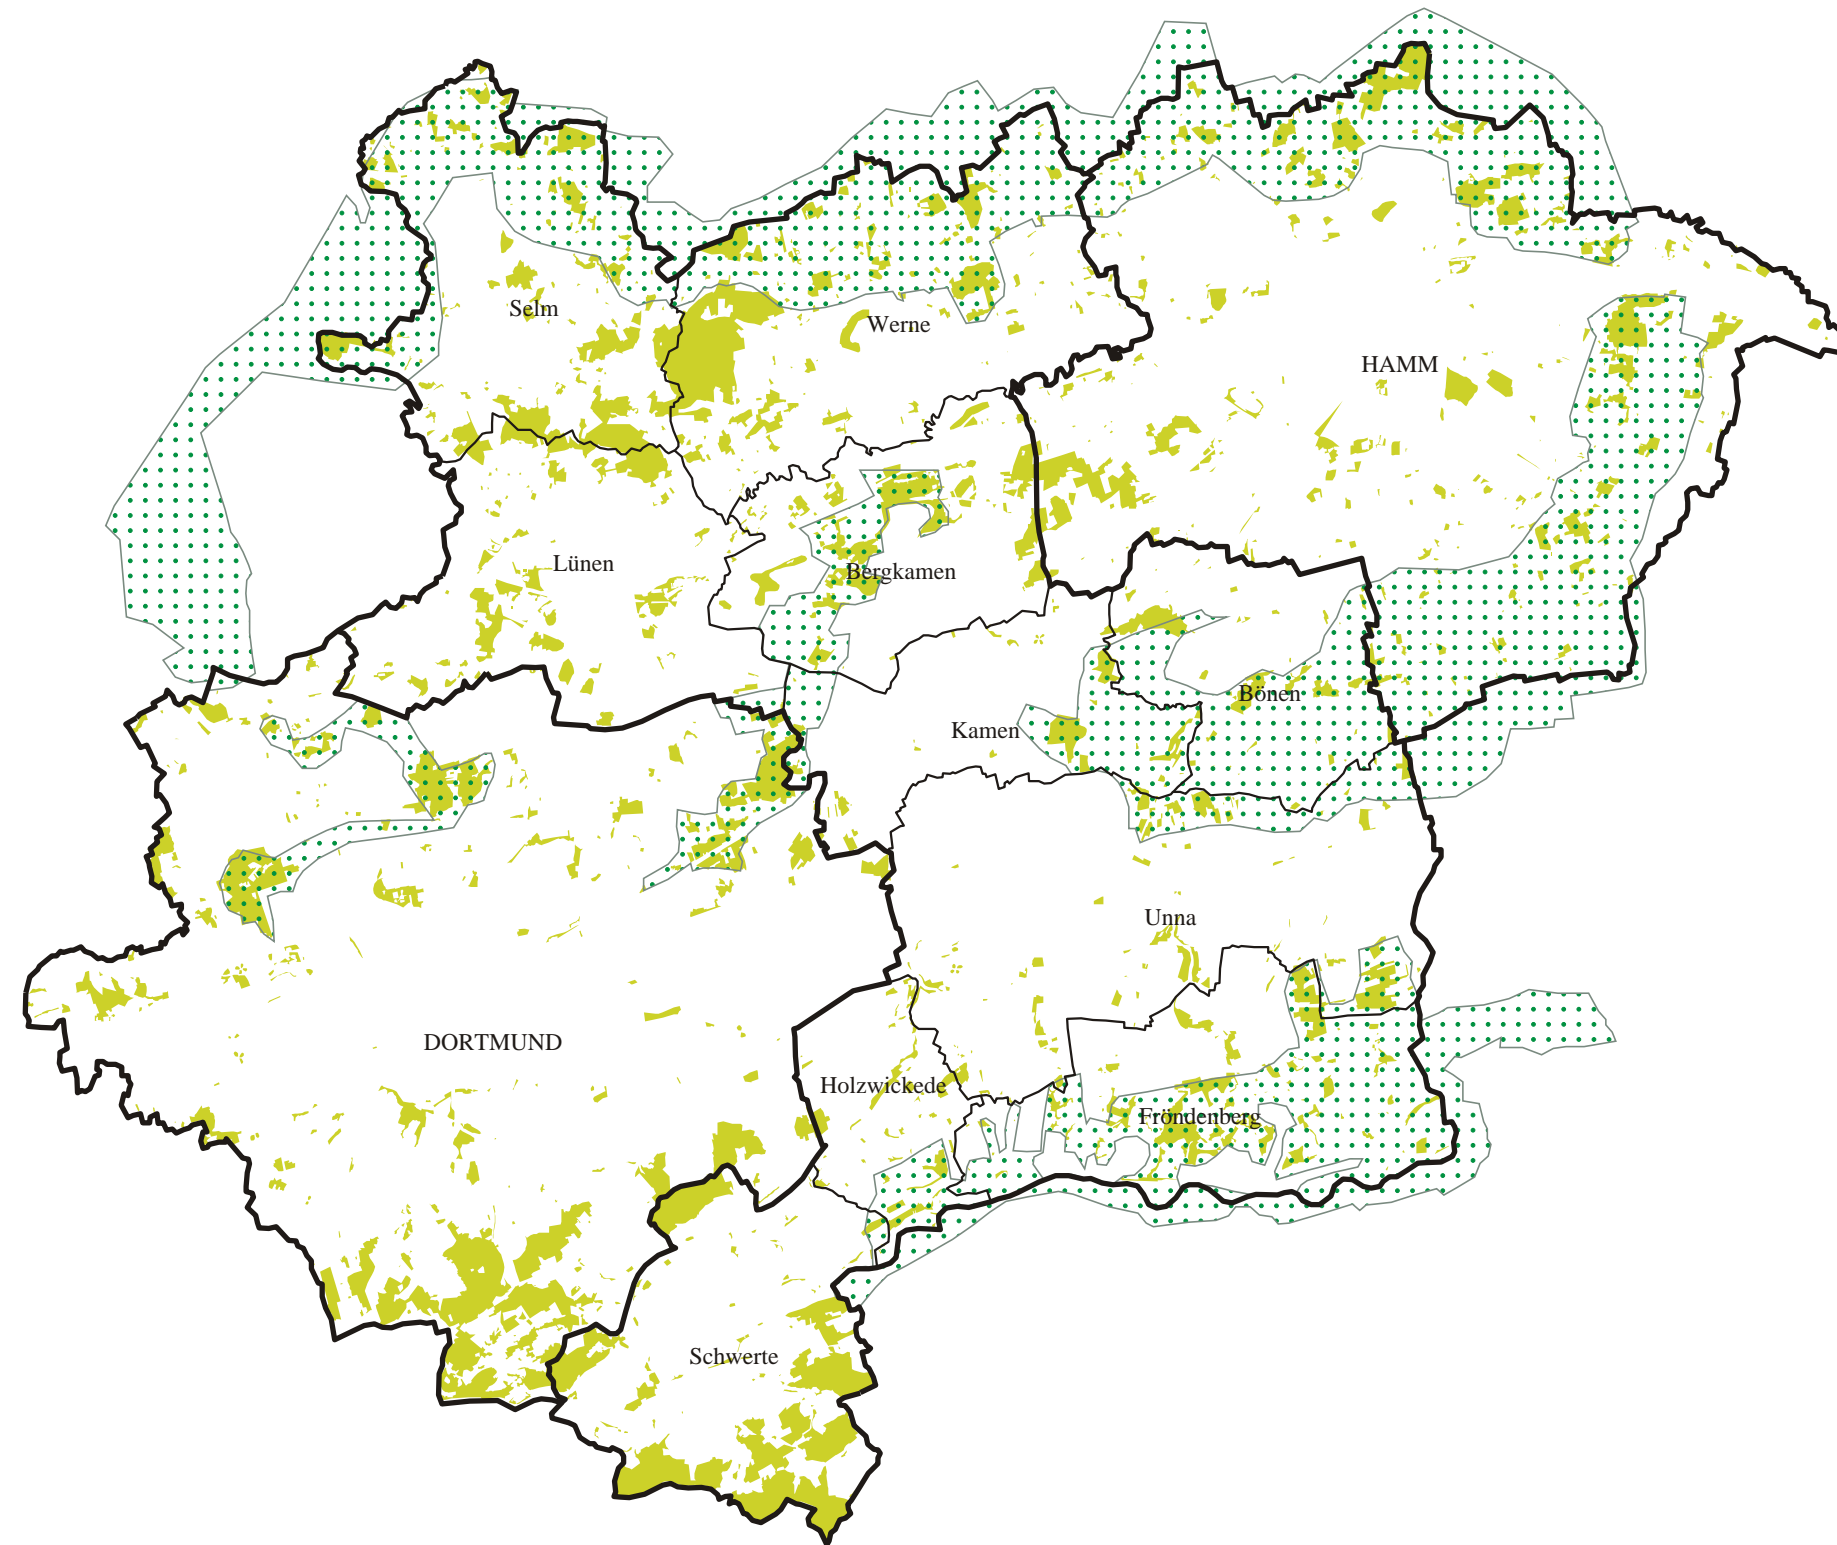 Selm
Werne
HAMM
Lünen
Bergkamen
Bönen
Kamen
Unna
DORTMUND
Holzwickede
Fröndenberg
Schwerte